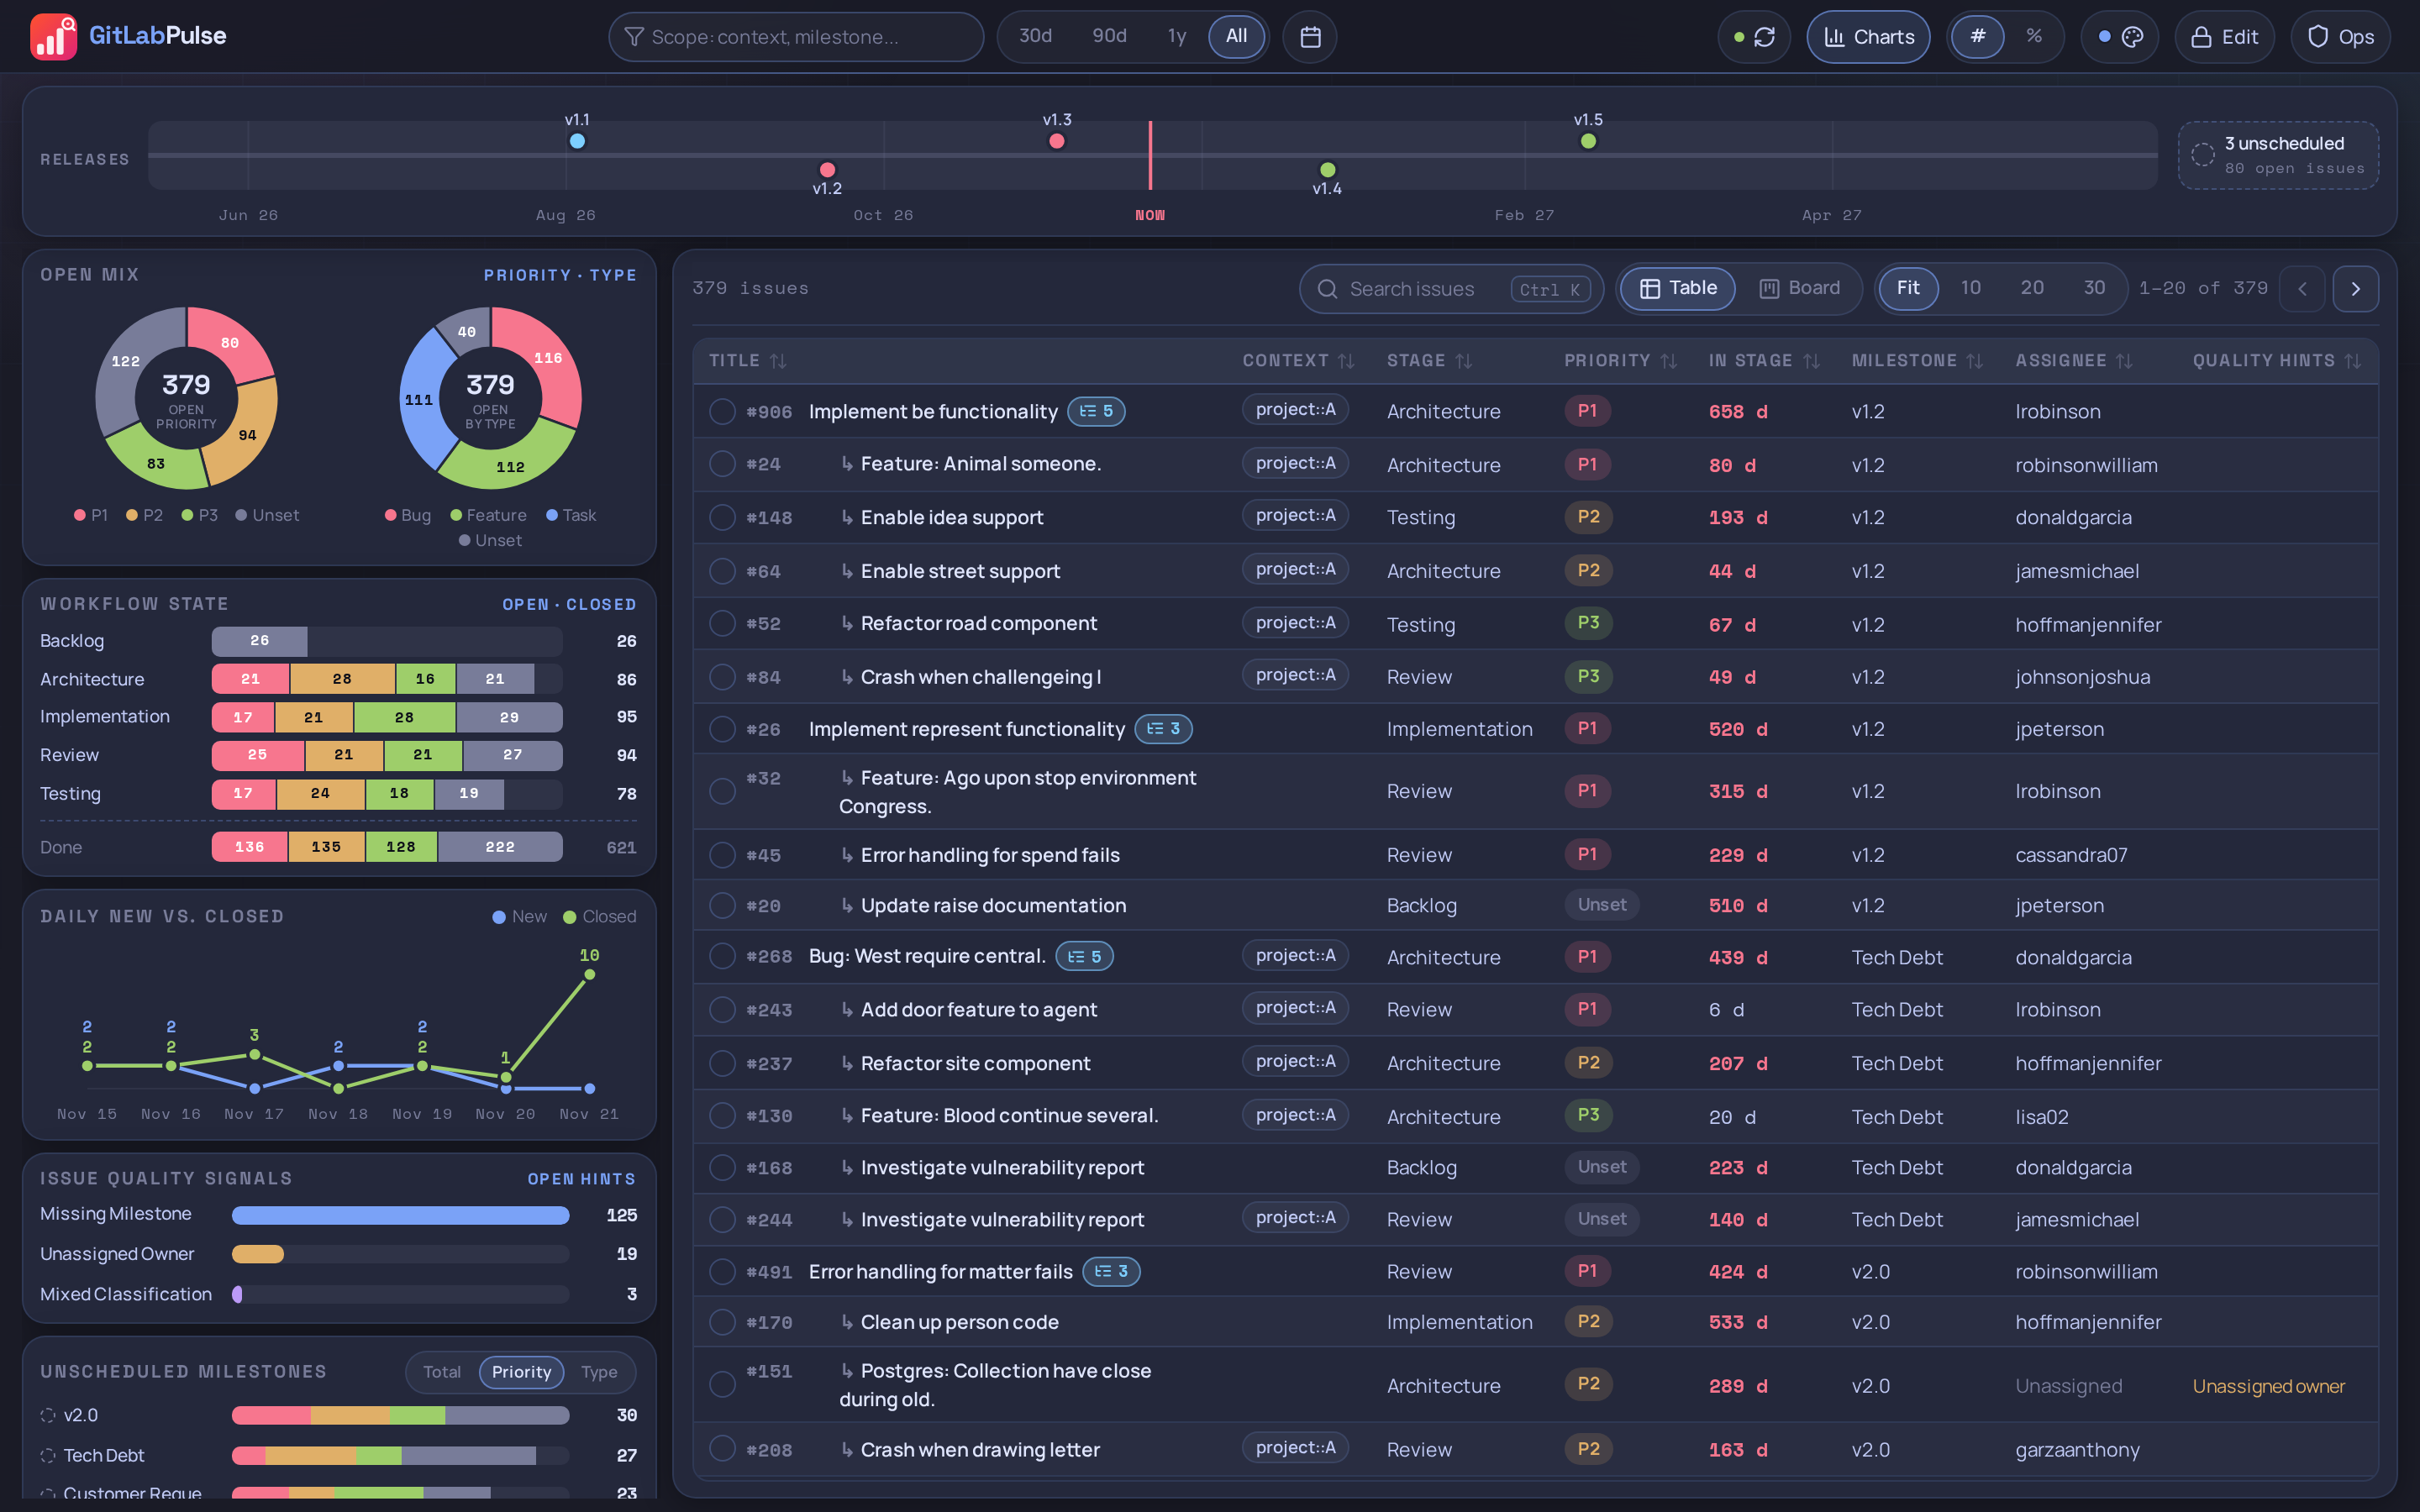 GitLabPulse
Scope: context, milestone...
30d 90d 1y All
Charts
# %
Edit
Ops
RELEASES
v1.1 v1.3 v1.5
v1.2 v1.4
Jun 26 Aug 26 Oct 26 NOW Feb 27 Apr 27
3 unscheduled
80 open issues
OPEN MIX
PRIORITY · TYPE
80
94
83
122
379
OPEN
PRIORITY
P1 P2 P3 Unset
116
112
111
40
379
OPEN
BY TYPE
Bug Feature Task
Unset
WORKFLOW STATE
OPEN · CLOSED
Backlog 26 26
Architecture 21 28 16 21 86
Implementation 17 21 28 29 95
Review 25 21 21 27 94
Testing 17 24 18 19 78
Done 136 135 128 222 621
DAILY NEW VS. CLOSED
New Closed
10
2 2 3 2 2 1
2 2 2
Nov 15 Nov 16 Nov 17 Nov 18 Nov 19 Nov 20 Nov 21
ISSUE QUALITY SIGNALS
OPEN HINTS
Missing Milestone 125
Unassigned Owner 19
Mixed Classification 3
UNSCHEDULED MILESTONES
Total Priority Type
v2.0 30
Tech Debt 27
Customer Reque 23
379 issues
Search issues Ctrl K
Table Board
Fit 10 20 30
1–20 of 379
TITLE CONTEXT STAGE PRIORITY IN STAGE MILESTONE ASSIGNEE QUALITY HINTS
#906 Implement be functionality 5 project::A Architecture P1 658 d v1.2 lrobinson
#24 ↳ Feature: Animal someone. project::A Architecture P1 80 d v1.2 robinsonwilliam
#148 ↳ Enable idea support project::A Testing P2 193 d v1.2 donaldgarcia
#64 ↳ Enable street support project::A Architecture P2 44 d v1.2 jamesmichael
#52 ↳ Refactor road component project::A Testing P3 67 d v1.2 hoffmanjennifer
#84 ↳ Crash when challengeing l project::A Review P3 49 d v1.2 johnsonjoshua
#26 Implement represent functionality 3 Implementation P1 520 d v1.2 jpeterson
#32 ↳ Feature: Ago upon stop environment
Congress. Review P1 315 d v1.2 lrobinson
#45 ↳ Error handling for spend fails Review P1 229 d v1.2 cassandra07
#20 ↳ Update raise documentation Backlog Unset 510 d v1.2 jpeterson
#268 Bug: West require central. 5 project::A Architecture P1 439 d Tech Debt donaldgarcia
#243 ↳ Add door feature to agent project::A Review P1 6 d Tech Debt lrobinson
#237 ↳ Refactor site component project::A Architecture P2 207 d Tech Debt hoffmanjennifer
#130 ↳ Feature: Blood continue several. project::A Architecture P3 20 d Tech Debt lisa02
#168 ↳ Investigate vulnerability report Backlog Unset 223 d Tech Debt donaldgarcia
#244 ↳ Investigate vulnerability report project::A Review Unset 140 d Tech Debt jamesmichael
#491 Error handling for matter fails 3 Review P1 424 d v2.0 robinsonwilliam
#170 ↳ Clean up person code Implementation P2 533 d v2.0 hoffmanjennifer
#151 ↳ Postgres: Collection have close
during old. Architecture P2 289 d v2.0 Unassigned Unassigned owner
#208 ↳ Crash when drawing letter project::A Review P2 163 d v2.0 garzaanthony